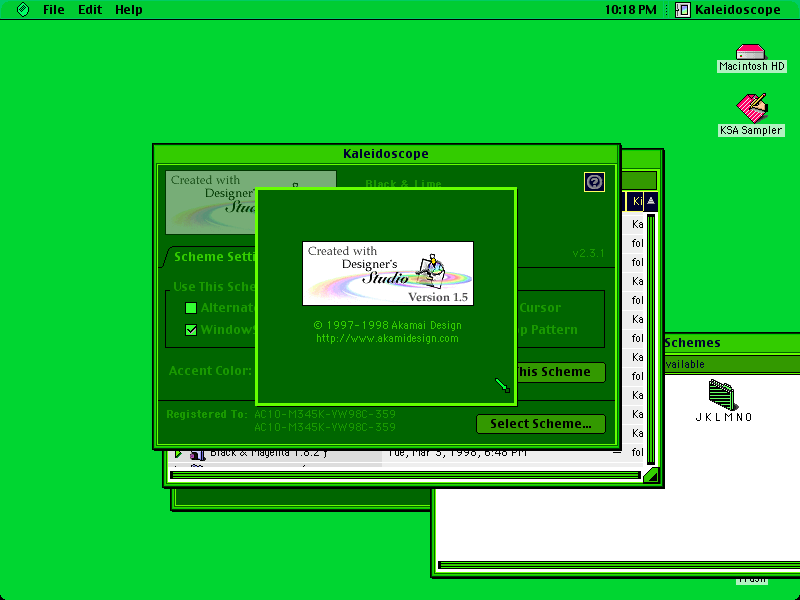 File Edit Help
10:18 PM
Kaleidoscope
Macintosh HD
KSA Sampler
Kaleidoscope
Created with
Designer's
Black & Lime
v2.3.1
Scheme Setti
Use This Sche
Alternat
Window
Cursor
p Pattern
Accent Color:
his Scheme
Registered To: AC10-M345K-YW98C-359
AC10-M345K-YW98C-359
Select Scheme...
Created with
Designer's
Studio
Version 1.5
© 1997-1998 Akamai Design
http://www.akamidesign.com
Ki
Ka
fol
Ka
fol
Ka
Ka
fol
Ka
fol
Ka
Ka
Ka
fol
Black & Magenta 1.8.2 ƒ
Tue, Mar 3, 1998, 6:48 PM
fol
Schemes
vailable
J K L M N O
Trash